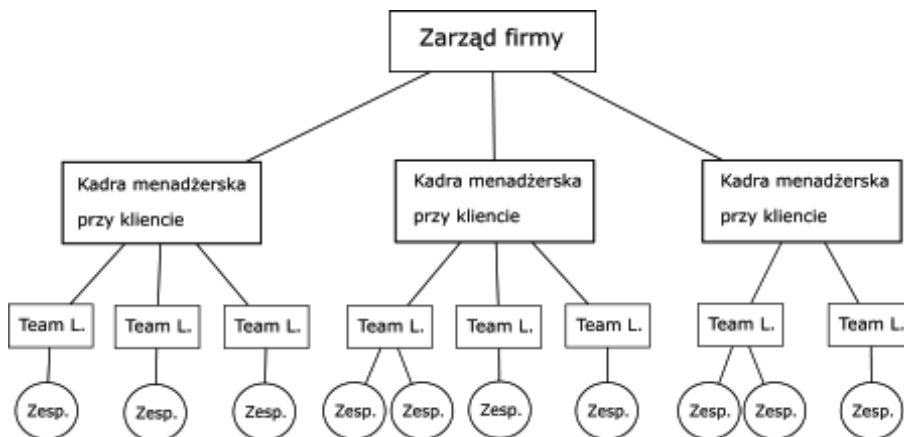 Zarząd firmy
Kadra menadżerska
przy kliencie
Kadra menadżerska
przy kliencie
Kadra menadżerska
przy kliencie
Team L.
Team L.
Team L.
Team L.
Team L.
Team L.
Team L.
Team L.
Zesp.
Zesp.
Zesp.
Zesp.
Zesp.
Zesp.
Zesp.
Zesp.
Zesp.
Zesp.